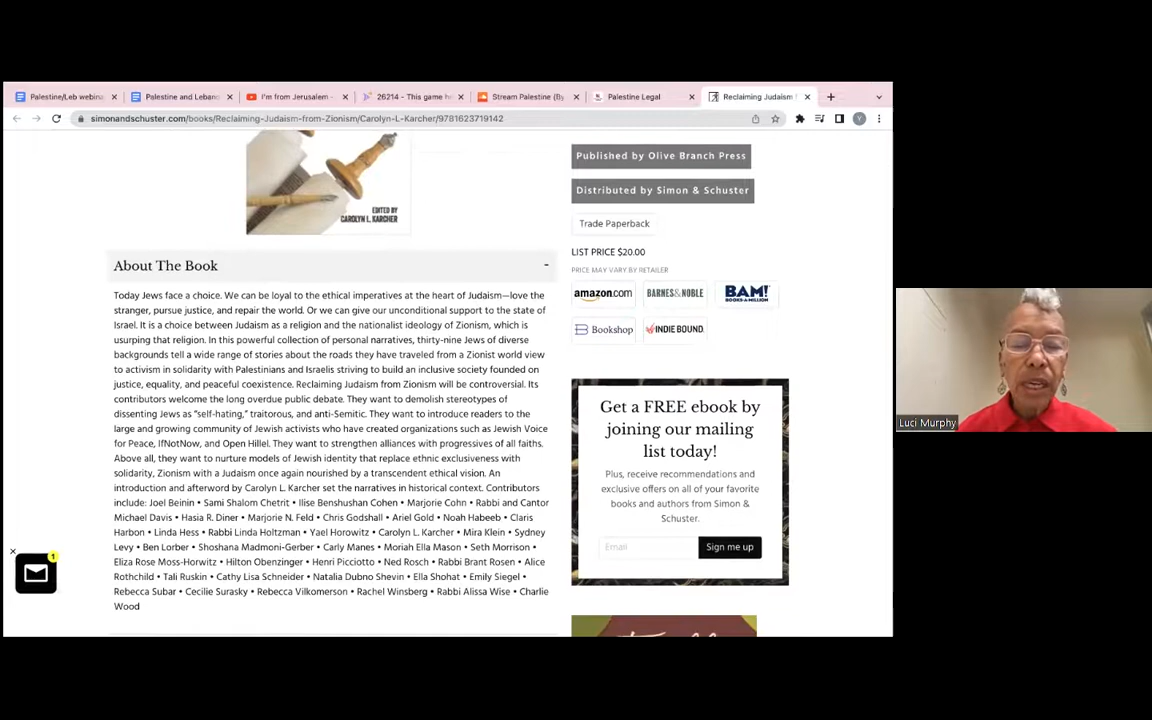 Palestine/Leb webina
Palestine and Lebano
I'm from Jerusalem -
26214 - This game h
Stream Palestine (By
Palestine Legal
Reclaiming Judaism f
simonandschuster.com/books/Reclaiming-Judaism-from-Zionism/Carolyn-L-Karcher/9781623719142
Y
EDITED BY
CAROLYN L. KARCHER
Published by Olive Branch Press
Distributed by Simon & Schuster
Trade Paperback
LIST PRICE $20.00
PRICE MAY VARY BY RETAILER
amazon.com
BARNES&NOBLE
BAM!
BOOKS-A-MILLION
Bookshop
INDIE BOUND
About The Book
-
Today Jews face a choice. We can be loyal to the ethical imperatives at the heart of Judaism—love the
stranger, pursue justice, and repair the world. Or we can give our unconditional support to the state of
Israel. It is a choice between Judaism as a religion and the nationalist ideology of Zionism, which is
usurping that religion. In this powerful collection of personal narratives, thirty-nine Jews of diverse
backgrounds tell a wide range of stories about the roads they have traveled from a Zionist world view
to activism in solidarity with Palestinians and Israelis striving to build an inclusive society founded on
justice, equality, and peaceful coexistence. Reclaiming Judaism from Zionism will be controversial. Its
contributors welcome the long overdue public debate. They want to demolish stereotypes of
dissenting Jews as “self-hating,” traitorous, and anti-Semitic. They want to introduce readers to the
large and growing community of Jewish activists who have created organizations such as Jewish Voice
for Peace, IfNotNow, and Open Hillel. They want to strengthen alliances with progressives of all faiths.
Above all, they want to nurture models of Jewish identity that replace ethnic exclusiveness with
solidarity, Zionism with a Judaism once again nourished by a transcendent ethical vision. An
introduction and afterword by Carolyn L. Karcher set the narratives in historical context. Contributors
include: Joel Beinin • Sami Shalom Chetrit • Ilise Benshushan Cohen • Marjorie Cohn • Rabbi and Cantor
Michael Davis • Hasia R. Diner • Marjorie N. Feld • Chris Godshall • Ariel Gold • Noah Habeeb • Claris
Harbon • Linda Hess • Rabbi Linda Holtzman • Yael Horowitz • Carolyn L. Karcher • Mira Klein • Sydney
Levy • Ben Lorber • Shoshana Madmoni-Gerber • Carly Manes • Moriah Ella Mason • Seth Morrison •
Eliza Rose Moss-Horwitz • Hilton Obenzinger • Henri Picciotto • Ned Rosch • Rabbi Brant Rosen • Alice
Rothchild • Tali Ruskin • Cathy Lisa Schneider • Natalia Dubno Shevin • Ella Shohat • Emily Siegel •
Rebecca Subar • Cecilie Surasky • Rebecca Vilkomerson • Rachel Winsberg • Rabbi Alissa Wise • Charlie
Wood
Get a FREE ebook by
joining our mailing
list today!
Plus, receive recommendations and
exclusive offers on all of your favorite
books and authors from Simon &
Schuster.
Email
Sign me up
1
Luci Murphy